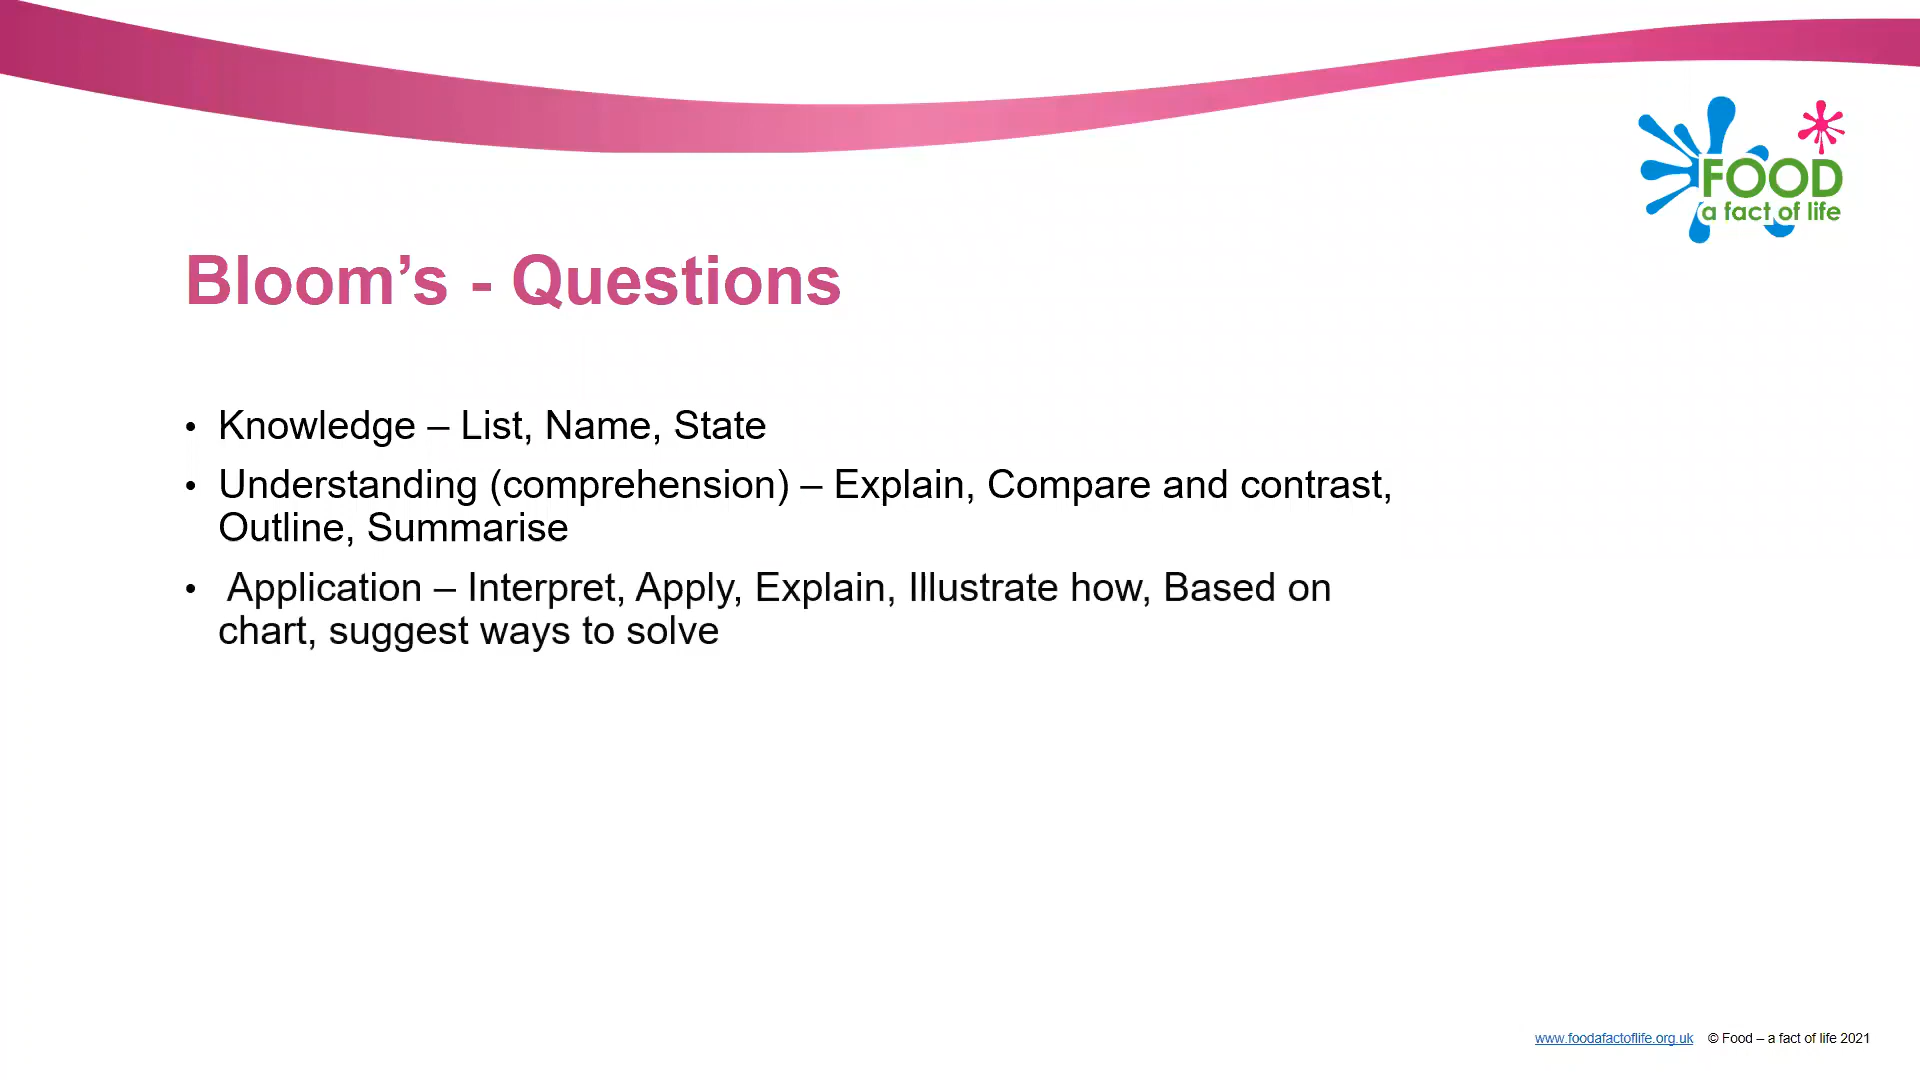 FOOD
a fact of life
Bloom’s - Questions
• Knowledge – List, Name, State
• Understanding (comprehension) – Explain, Compare and contrast,
Outline, Summarise
• Application – Interpret, Apply, Explain, Illustrate how, Based on
chart, suggest ways to solve
www.foodafactoflife.org.uk © Food – a fact of life 2021